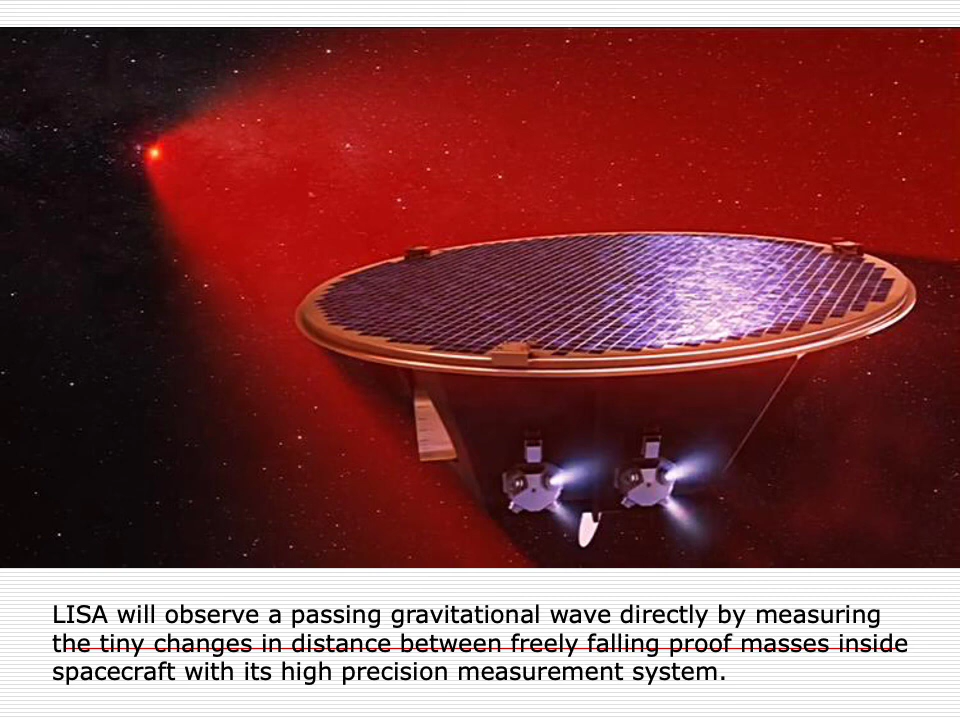 LISA will observe a passing gravitational wave directly by measuring
the tiny changes in distance between freely falling proof masses inside
spacecraft with its high precision measurement system.